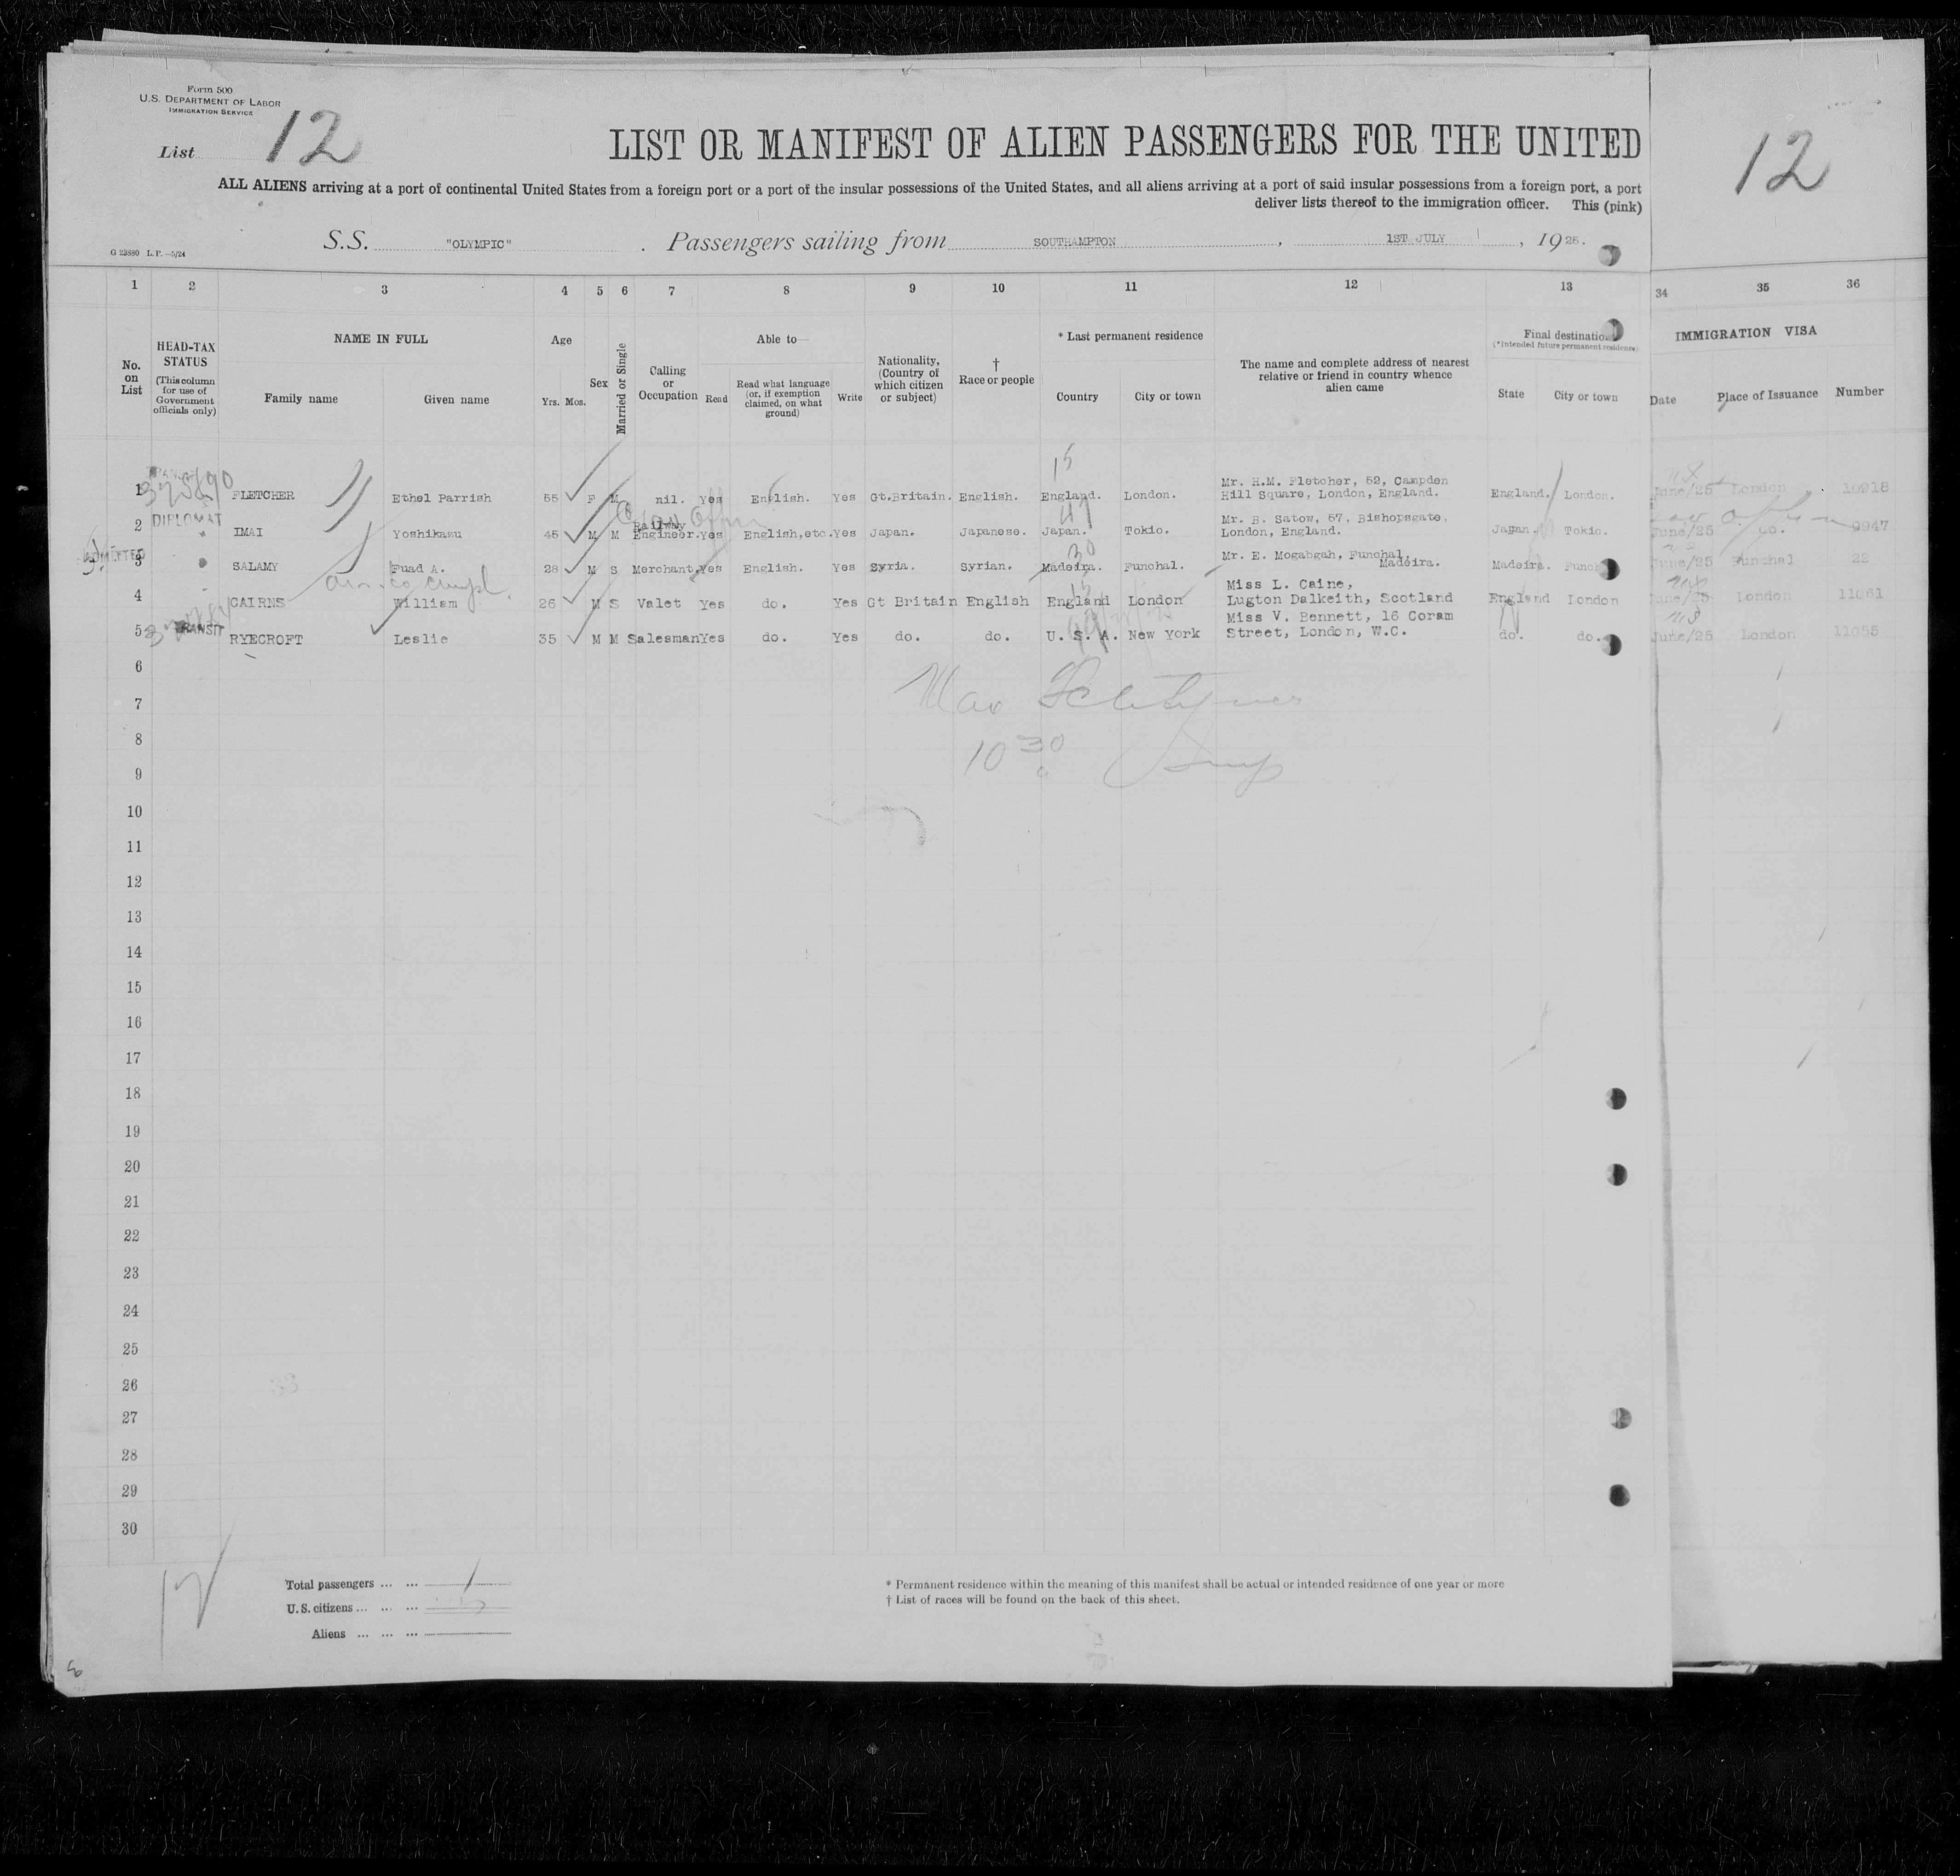 Form 500
U.S. DEPARTMENT OF LABOR
IMMIGRATION SERVICE
List 12
LIST OR MANIFEST OF ALIEN PASSENGERS FOR THE UNITED
12
ALL ALIENS arriving at a port of continental United States from a foreign port or a port of the insular possessions of the United States, and all aliens arriving at a port of said insular possessions from a foreign port, a port
deliver lists thereof to the immigration officer. This (pink)
S.S. "OLYMPIC". Passengers sailing from SOUTHAMPTON, 1ST JULY, 1925.
G 23880 L.P.—5/24
1 2 3 4 5 6 7 8 9 10 11 12 13 34 35 36
No. on List
HEAD-TAX STATUS
(This column for use of Government officials only)
NAME IN FULL
Family name
Given name
Age
Yrs. Mos.
Sex
Married or Single
Calling or Occupation
Able to—
Read
Read what language (or, if exemption claimed, on what ground)
Write
Nationality. (Country of which citizen or subject)
† Race or people
* Last permanent residence
Country
City or town
The name and complete address of nearest relative or friend in country whence alien came
Final destination
(*Intended future permanent residence)
State
City or town
IMMIGRATION VISA
Date
Place of Issuance
Number
1 FLETCHER Ethel Parrish 55 F M nil. Yes English. Yes Gt.Britain. English. England. London. Mr. H.M. Fletcher, 52, Campden Hill Square, London, England. England. London. June/25 London 10918
15
DIPLOMAT
2 IMAI Yoshikazu 45 M M Railway Engineer. Yes English,etc. Yes Japan. Japanese. Japan. Tokio. Mr. B. Satow, 57, Bishopsgate, London, England. Japan. Tokio. June/25 do. 9947
ADMITTED
3 SALAMY Fuad A. 28 M S Merchant. Yes English. Yes Syria. Syrian. Madeira. Funchal. Mr. E. Mogabgah, Funchal, Madeira. Madeira. June/25 Funchal 22
30
4 CAIRNS William 26 M S Valet Yes do. Yes Gt Britain English England London Miss L. Caine, Lugton Dalkeith, Scotland England London June/25 London 11061
TRANSIT
5 RYECROFT Leslie 35 M M Salesman Yes do. Yes do. do. U. S. A. New York Miss V. Bennett, 16 Coram Street, London, W.C. do. do. June/25 London 11055
6
7
8
10 30
9
10
11
12
13
14
15
16
17
18
19
20
21
22
23
24
25
26
27
28
29
30
Total passengers ... ...
U.S. citizens ... ... ...
Aliens ... ... ...
* Permanent residence within the meaning of this manifest shall be actual or intended residence of one year or more
† List of races will be found on the back of this sheet.